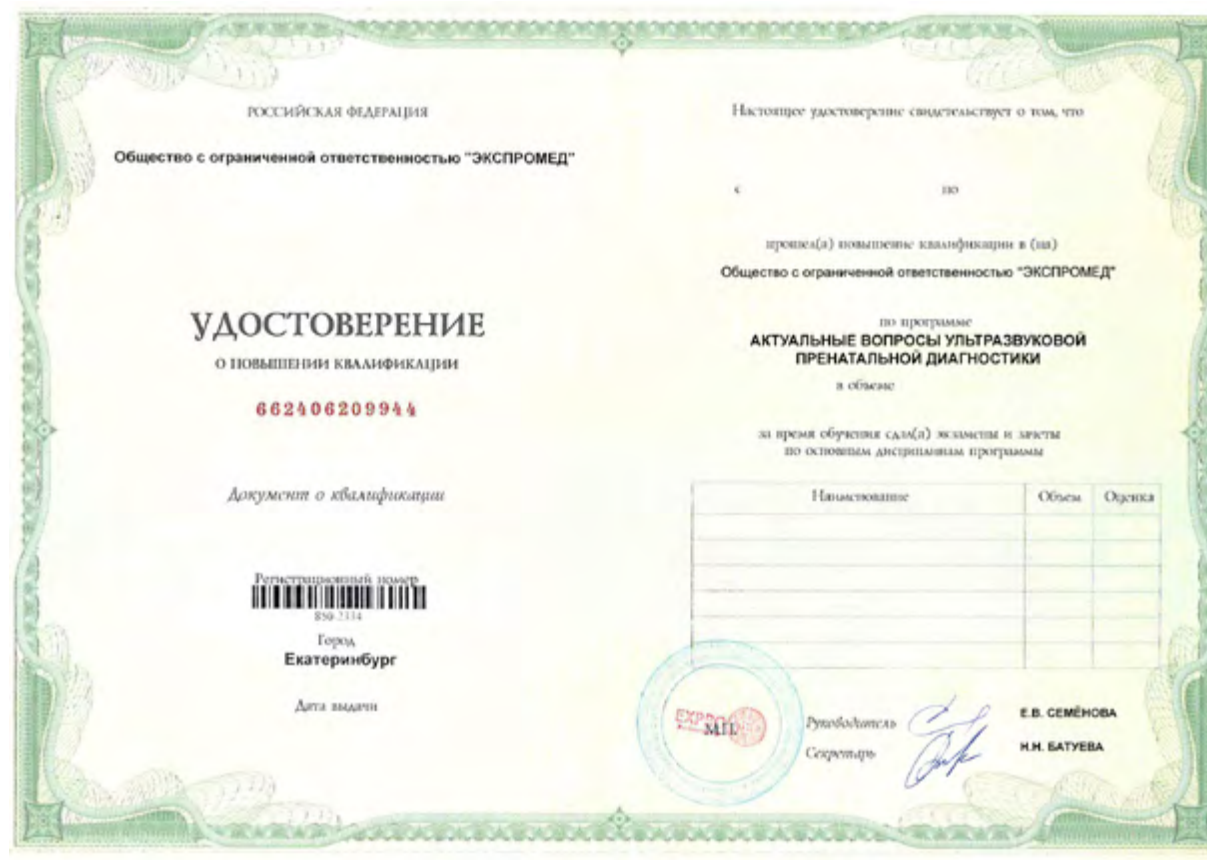 РОССИЙСКАЯ ФЕДЕРАЦИЯ
Общество с ограниченной ответственностью "ЭКСПРОМЕД"
УДОСТОВЕРЕНИЕ
О ПОВЫШЕНИИ КВАЛИФИКАЦИИ
662406209944
Документ о квалификации
Регистрационный номер
850-2334
Город
Екатеринбург
Дата выдачи
Настоящее удостоверение свидетельствует о том, что
с по
прошел(а) повышение квалификации в (на)
Общество с ограниченной ответственностью "ЭКСПРОМЕД"
по программе
АКТУАЛЬНЫЕ ВОПРОСЫ УЛЬТРАЗВУКОВОЙ
ПРЕНАТАЛЬНОЙ ДИАГНОСТИКИ
в объеме
за время обучения сдал(а) экзамены и зачеты
по основным дисциплинам программы
Наименование Объем Оценка
М.П.
Руководитель Е.В. СЕМЁНОВА
Секретарь Н.Н. БАТУЕВА